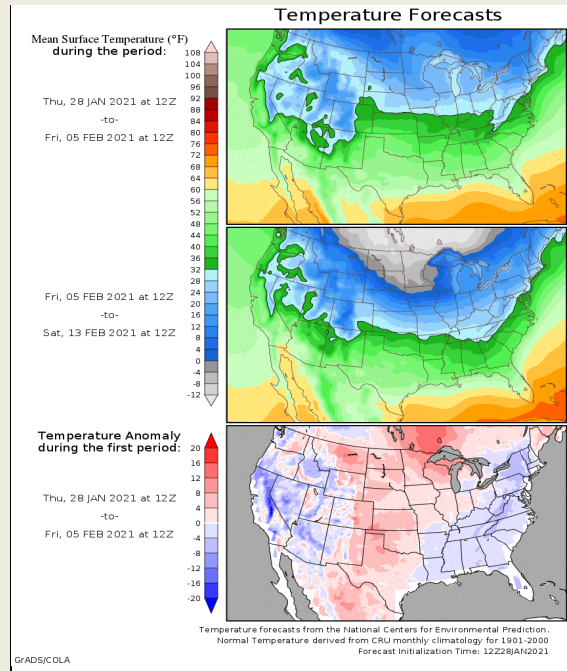 Temperature Forecasts
Mean Surface Temperature (°F)
during the period:
108
104
100
96
92
88
84
80
76
72
68
64
60
56
52
48
44
40
36
32
28
24
20
16
12
8
4
0
-4
-8
-12
Thu, 28 JAN 2021 at 12Z
-to-
Fri, 05 FEB 2021 at 12Z
Fri, 05 FEB 2021 at 12Z
-to-
Sat, 13 FEB 2021 at 12Z
Temperature Anomaly
during the first period:
20
16
12
8
4
0
-4
-8
-12
-16
-20
Thu, 28 JAN 2021 at 12Z
-to-
Fri, 05 FEB 2021 at 12Z
Temperature forecasts from the National Centers for Environmental Prediction.
Normal Temperature derived from CRU monthly climatology for 1901-2000
Forecast Initialization Time: 12Z28JAN2021
GrADS/COLA